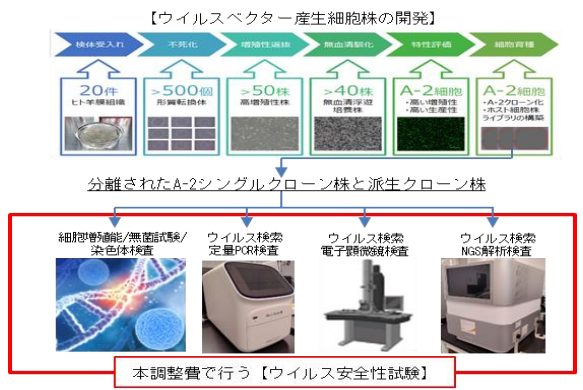 【ウイルスベクター産生細胞株の開発】
検体受入れ
不死化
増殖性選抜
無血清馴化
特性評価
細胞育種
20件
ヒト羊膜組織
>500個
形質転換体
>50株
高増殖性株
>40株
無血清浮遊
培養株
A-2細胞
・高い増殖性
・高い生産性
A-2細胞
・A-2クローン化
・ホスト細胞株
ライブラリの構築
分離されたA-2シングルクローン株と派生クローン株
細胞増殖能/無菌試験/
染色体検査
ウイルス検索
定量PCR検査
ウイルス検索
電子顕微鏡検査
ウイルス検索
NGS解析検査
本調整費で行う【ウイルス安全性試験】